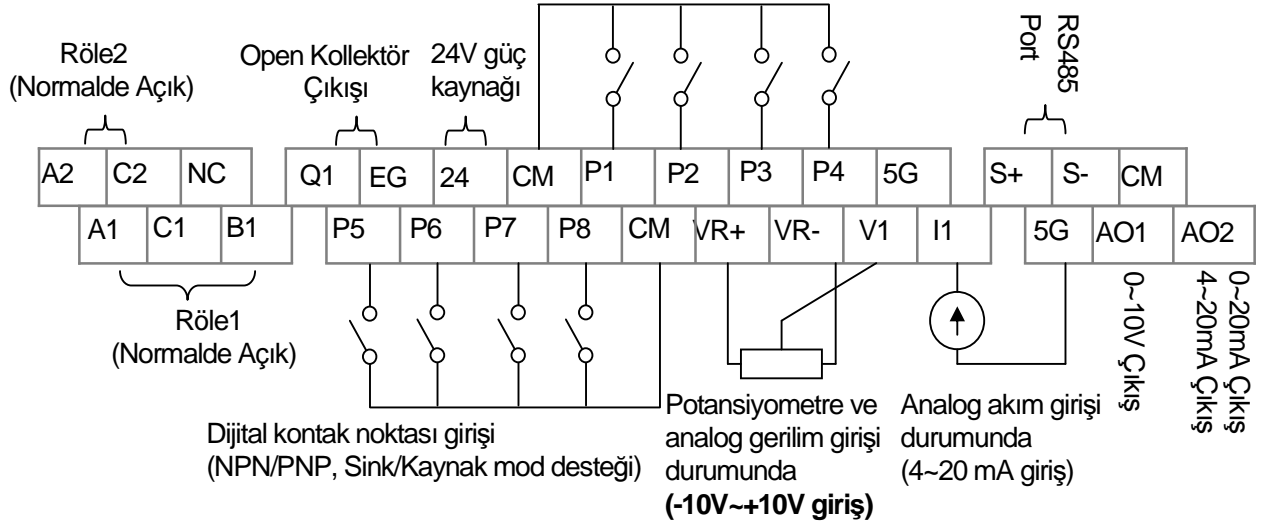 Röle2
(Normalde Açık)
Open Kollektör
Çıkışı
24V güç
kaynağı
RS485
Port
A2 C2 NC Q1 EG 24 CM P1 P2 P3 P4 5G S+ S- CM
A1 C1 B1 P5 P6 P7 P8 CM VR+ VR- V1 I1 5G AO1 AO2
Röle1
(Normalde Açık)
Dijital kontak noktası girişi
(NPN/PNP, Sink/Kaynak mod desteği)
Potansiyometre ve
analog gerilim girişi
durumunda
(-10V~+10V giriş)
Analog akım girişi
durumunda
(4~20 mA giriş)
0~10V Çıkış
0~20mA Çıkış
4~20mA Çıkış